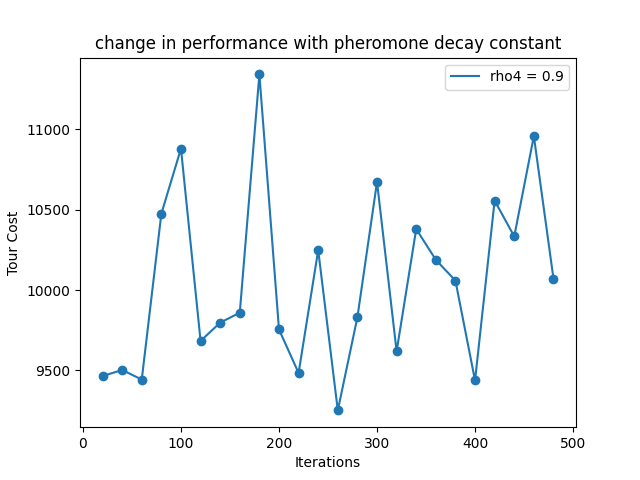 change in performance with pheromone decay constant
rho4 = 0.9
11000
10500
10000
9500
Tour Cost
0
100
200
300
400
500
Iterations